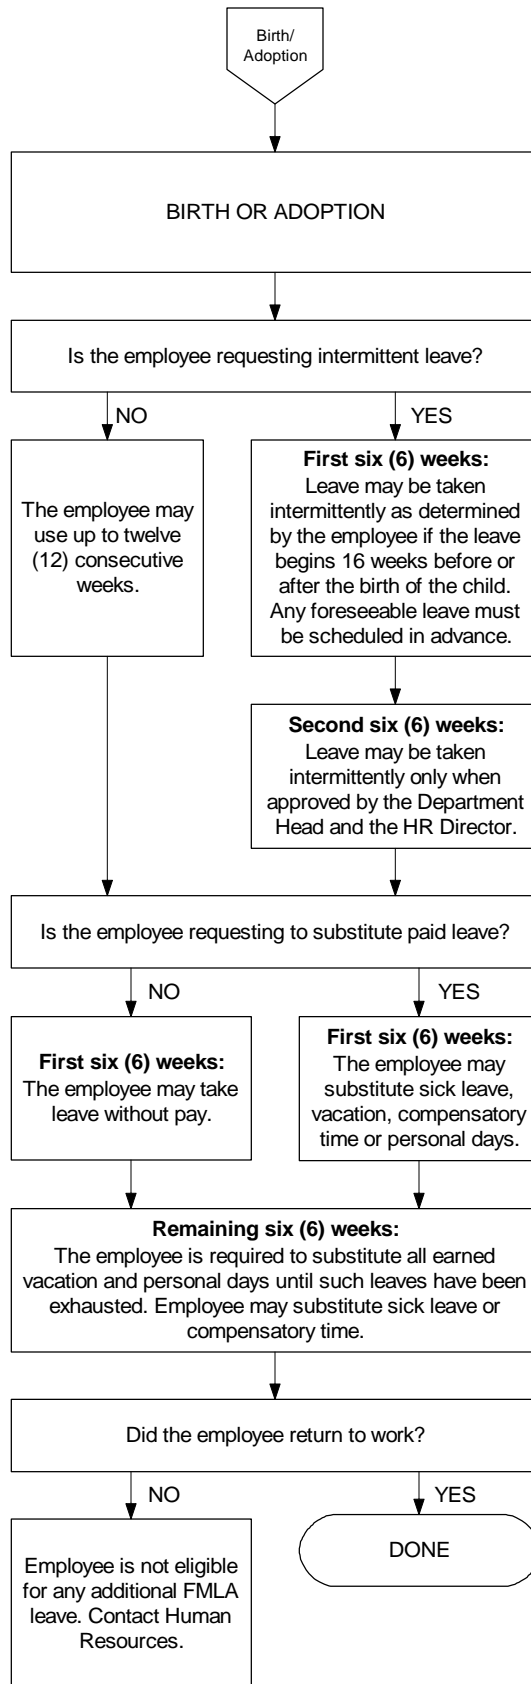 Birth/
Adoption
BIRTH OR ADOPTION
Is the employee requesting intermittent leave?
NO
YES
The employee may
use up to twelve
(12) consecutive
weeks.
First six (6) weeks:
Leave may be taken
intermittently as determined
by the employee if the leave
begins 16 weeks before or
after the birth of the child.
Any foreseeable leave must
be scheduled in advance.
Second six (6) weeks:
Leave may be taken
intermittently only when
approved by the Department
Head and the HR Director.
Is the employee requesting to substitute paid leave?
NO
YES
First six (6) weeks:
The employee may take
leave without pay.
First six (6) weeks:
The employee may
substitute sick leave,
vacation, compensatory
time or personal days.
Remaining six (6) weeks:
The employee is required to substitute all earned
vacation and personal days until such leaves have been
exhausted. Employee may substitute sick leave or
compensatory time.
Did the employee return to work?
NO
YES
Employee is not eligible
for any additional FMLA
leave. Contact Human
Resources.
DONE